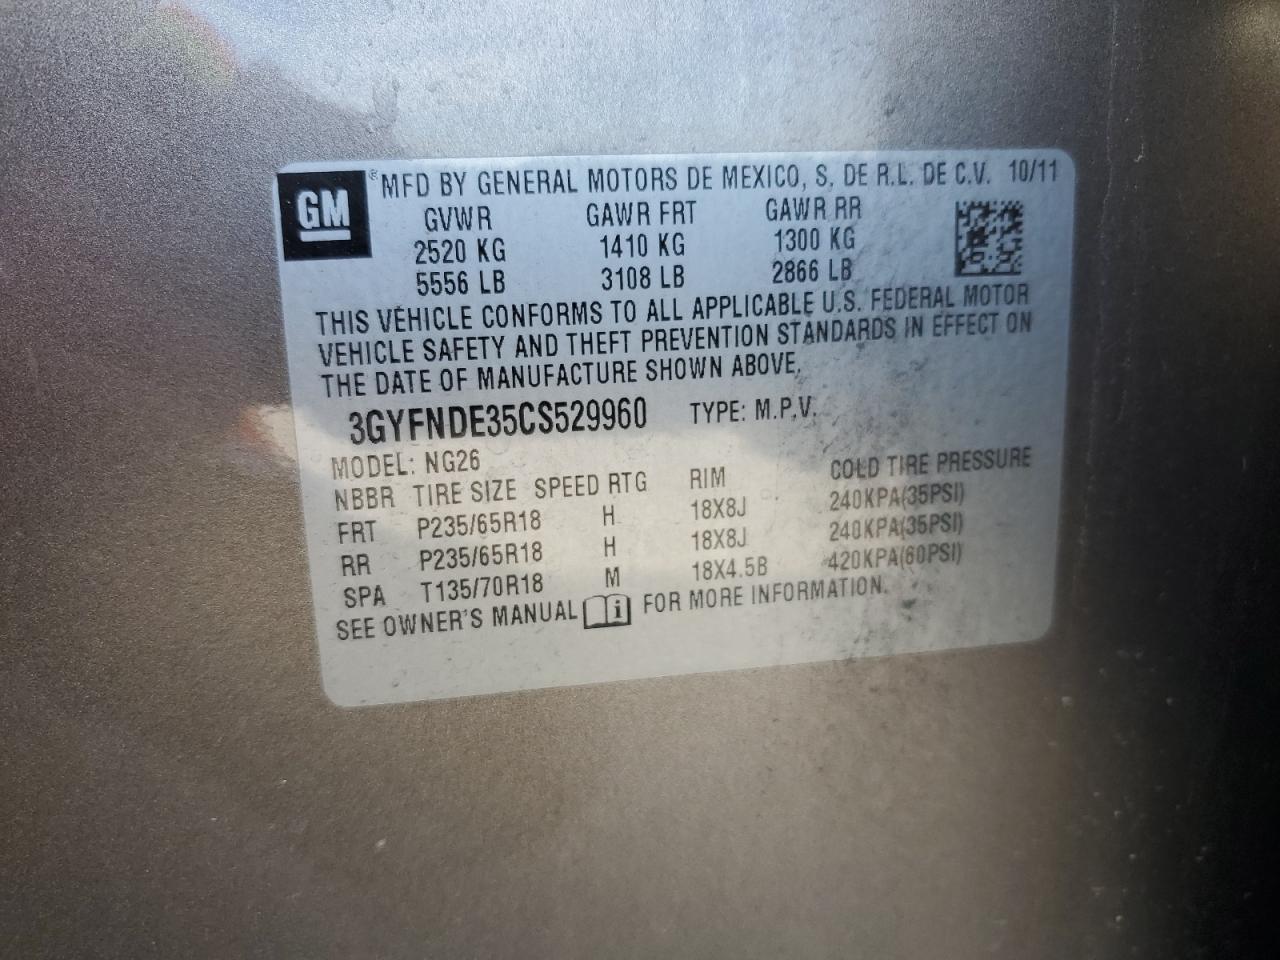 GM ® MFD BY GENERAL MOTORS DE MEXICO, S. DE R.L. DE C.V. 10/11
GVWR GAWR FRT GAWR RR
2520 KG 1410 KG 1300 KG
5556 LB 3108 LB 2866 LB
THIS VEHICLE CONFORMS TO ALL APPLICABLE U.S. FEDERAL MOTOR
VEHICLE SAFETY AND THEFT PREVENTION STANDARDS IN EFFECT ON
THE DATE OF MANUFACTURE SHOWN ABOVE.
3GYFNDE35CS529960 TYPE: M.P.V.
MODEL: NG26
NBBR TIRE SIZE SPEED RTG RIM COLD TIRE PRESSURE
FRT P235/65R18 H 18X8J 240KPA(35PSI)
RR P235/65R18 H 18X8J 240KPA(35PSI)
SPA T135/70R18 M 18X4.5B 420KPA(60PSI)
SEE OWNER'S MANUAL i FOR MORE INFORMATION.